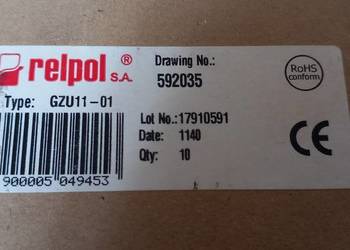 relpol® S.A.
Drawing No.:
592035
RoHS
conform
Type: GZU11-01
Lot No.:17910591
Date: 1140
Qty: 10
CE
900005 049453